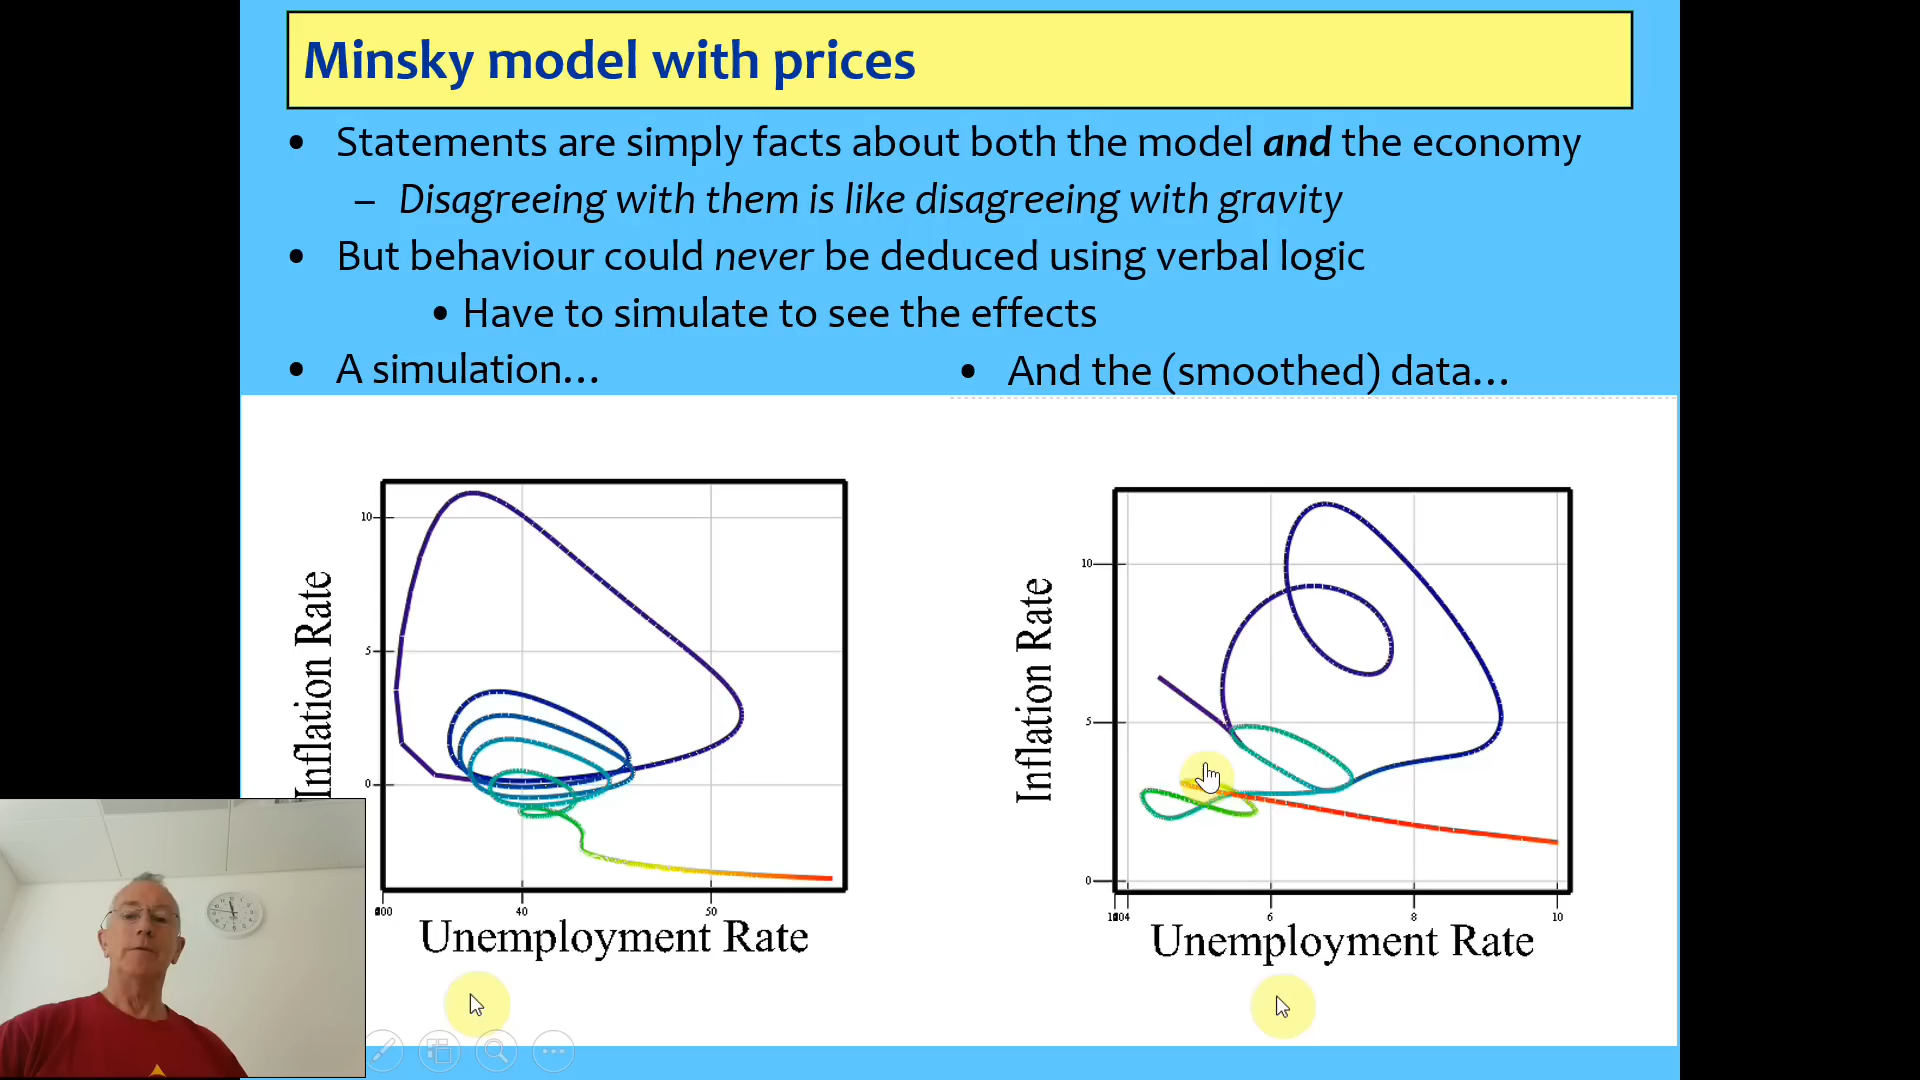 Minsky model with prices
• Statements are simply facts about both the model and the economy
– Disagreeing with them is like disagreeing with gravity
• But behaviour could never be deduced using verbal logic
• Have to simulate to see the effects
• A simulation…
• And the (smoothed) data…
Inflation Rate
10
5
0
40
50
Unemployment Rate
Inflation Rate
10
5
0
6
8
10
Unemployment Rate